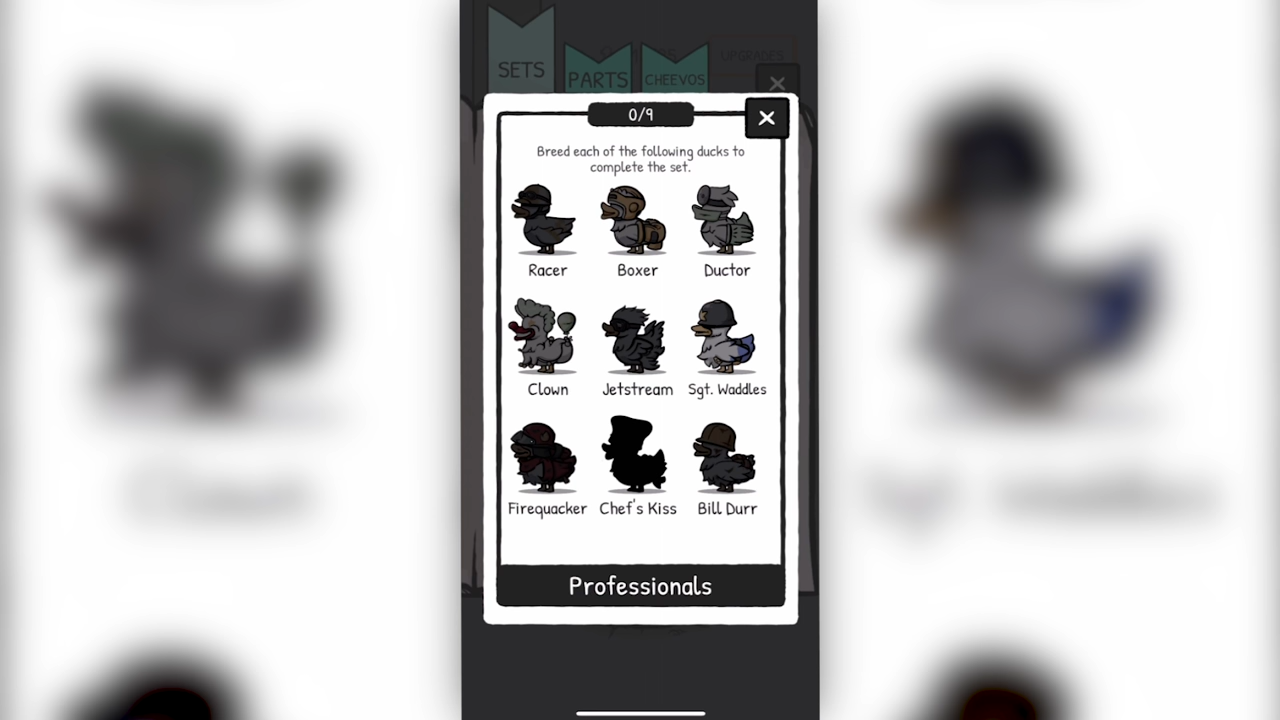 SETS
PARTS
CHEEVOS
UPGRADES
0/9
Breed each of the following ducks to
complete the set.
Racer
Boxer
Ductor
Clown
Jetstream
Sgt. Waddles
Firequacker
Chef's Kiss
Bill Durr
Professionals